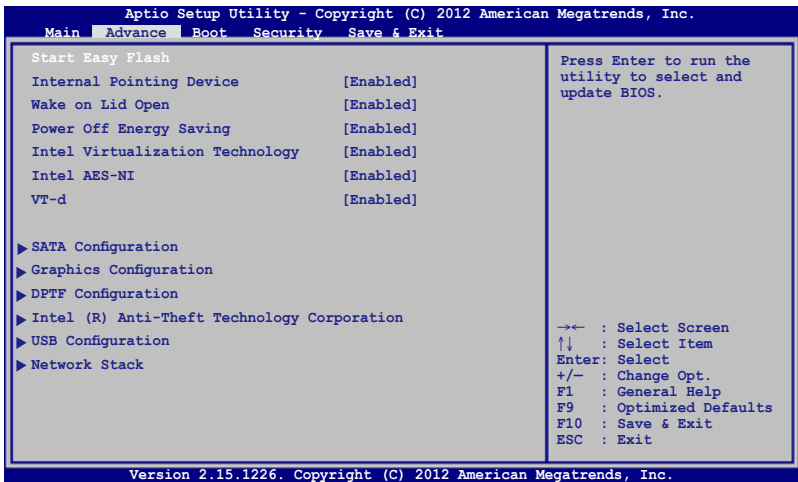 Aptio Setup Utility - Copyright (C) 2012 American Megatrends, Inc.
Main Advance Boot Security Save & Exit
Start Easy Flash
Internal Pointing Device [Enabled]
Wake on Lid Open [Enabled]
Power Off Energy Saving [Enabled]
Intel Virtualization Technology [Enabled]
Intel AES-NI [Enabled]
VT-d [Enabled]
SATA Configuration
Graphics Configuration
DPTF Configuration
Intel (R) Anti-Theft Technology Corporation
USB Configuration
Network Stack
Press Enter to run the
utility to select and
update BIOS.
→← : Select Screen
↑↓ : Select Item
Enter: Select
+/— : Change Opt.
F1 : General Help
F9 : Optimized Defaults
F10 : Save & Exit
ESC : Exit
Version 2.15.1226. Copyright (C) 2012 American Megatrends, Inc.